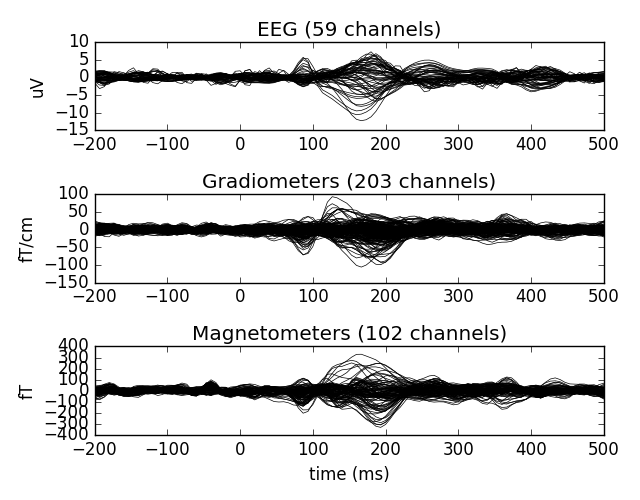 EEG (59 channels)
10
5
0
−5
−10
−15
uV
−200 −100 0 100 200 300 400 500
Gradiometers (203 channels)
100
50
0
−50
−100
−150
fT/cm
−200 −100 0 100 200 300 400 500
Magnetometers (102 channels)
400
300
200
100
0
−100
−200
−300
−400
fT
−200 −100 0 100 200 300 400 500
time (ms)